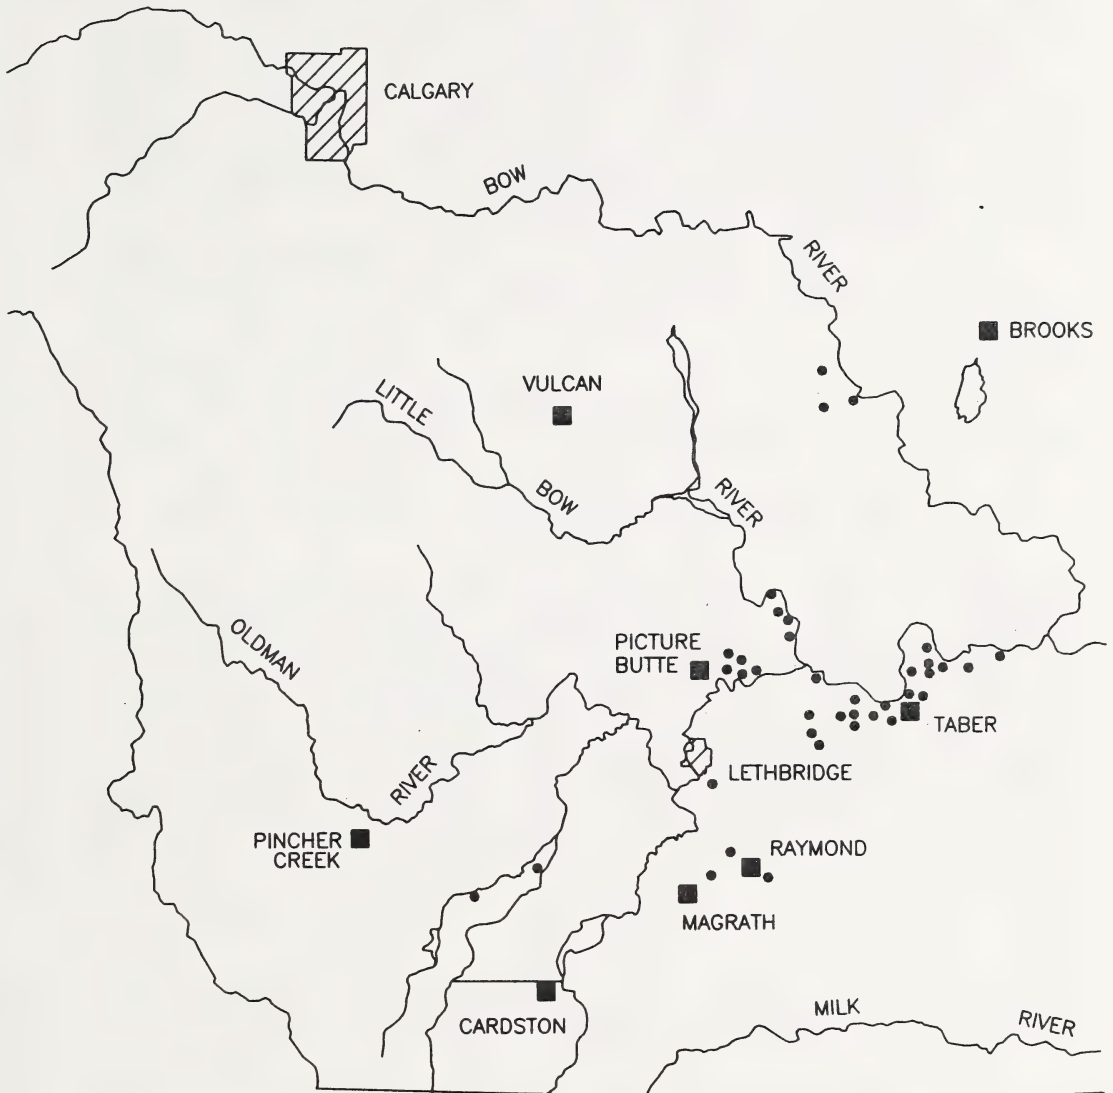 CALGARY
BOW
RIVER
BROOKS
VULCAN
LITTLE
BOW
RIVER
OLDMAN
RIVER
PICTURE
BUTTE
TABER
LETHBRIDGE
PINCHER
CREEK
RAYMOND
MAGRATH
CARDSTON
MILK
RIVER